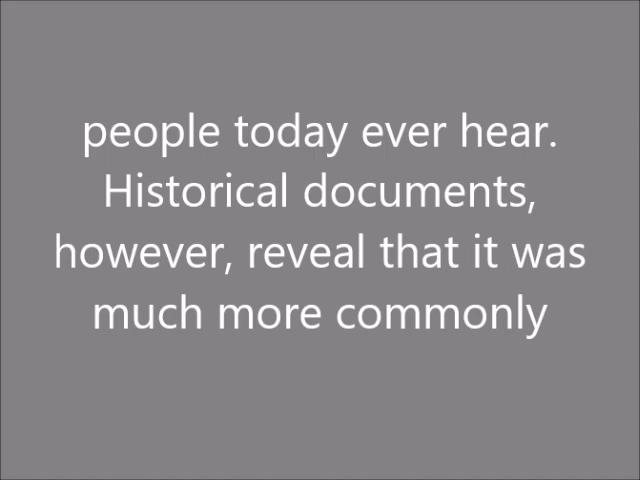 people today ever hear.
Historical documents,
however, reveal that it was
much more commonly